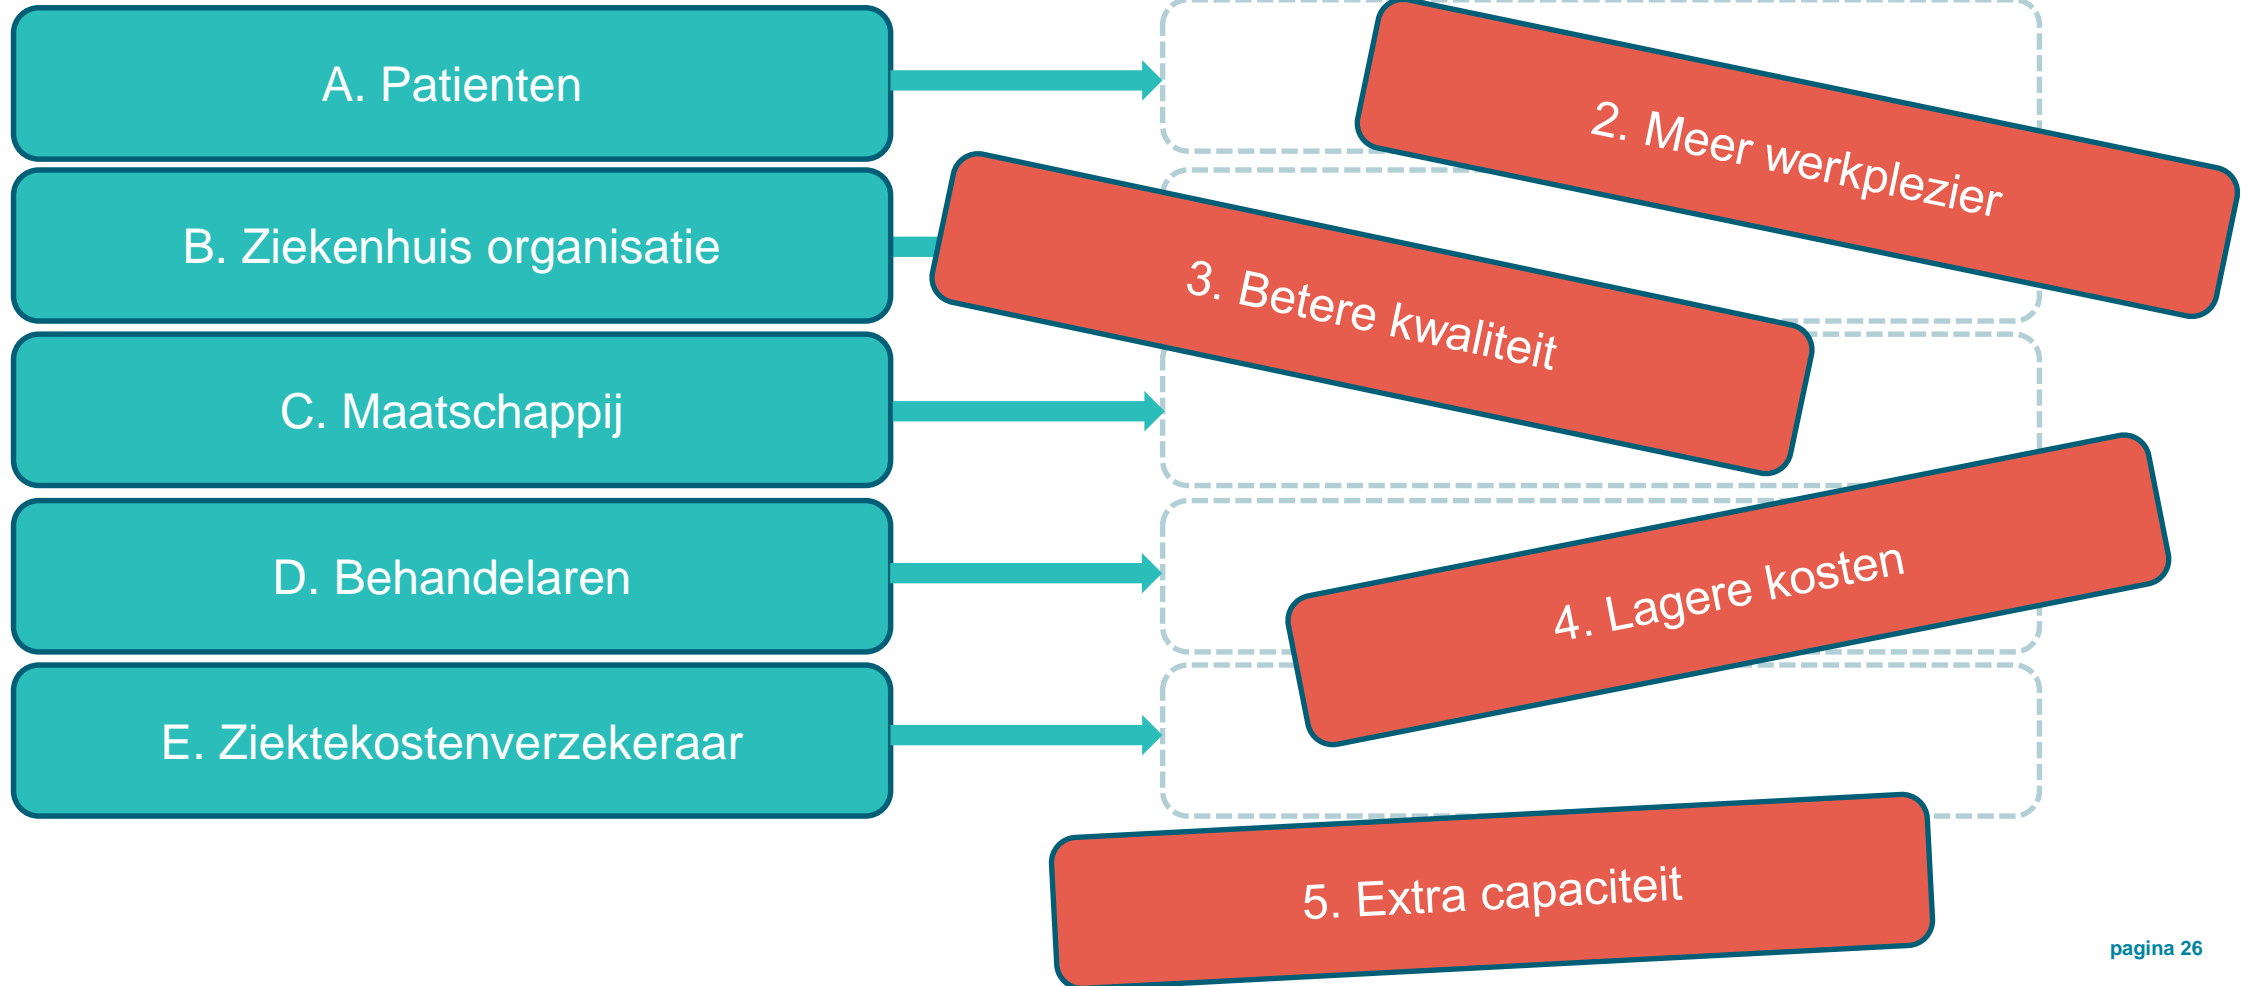 A. Patienten
2. Meer werkplezier
B. Ziekenhuis organisatie
3. Betere kwaliteit
C. Maatschappij
D. Behandelaren
4. Lagere kosten
E. Ziektekostenverzekeraar
5. Extra capaciteit
pagina 26